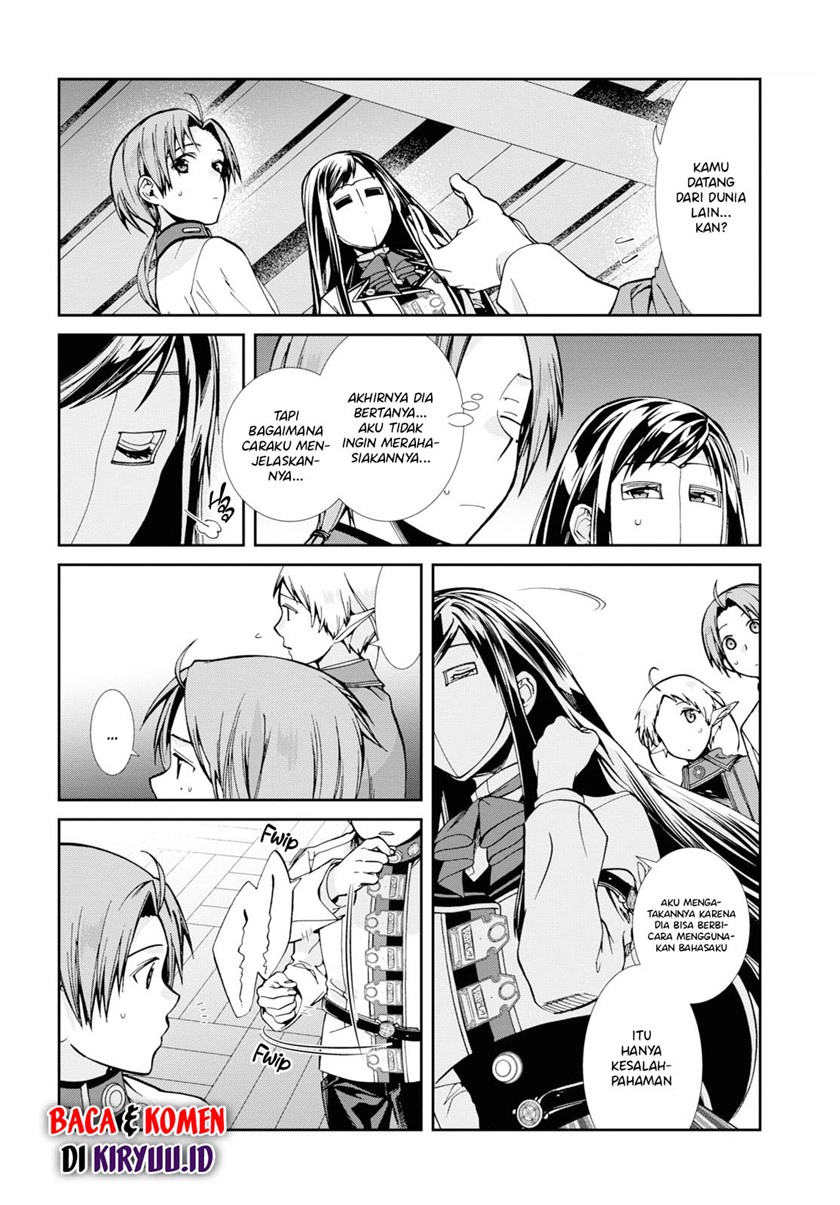 KAMU
DATANG
DARI DUNIA
LAIN...
KAN?
AKHIRNYA DIA
BERTANYA...
AKU TIDAK
INGIN MERAHA-
SIAKANNYA...
TAPI
BAGAIMANA
CARAKU MEN-
JELASKAN-
NYA...
Haa
AKU MENGA-
TAKANNYA KARENA
DIA BISA BERBI-
CARA MENGGUNA-
KAN BAHASAKU
ITU
HANYA
KESALAH-
PAHAMAN
...
Fwip
Fwip
BACA & KOMEN
DI KIRYUU.ID